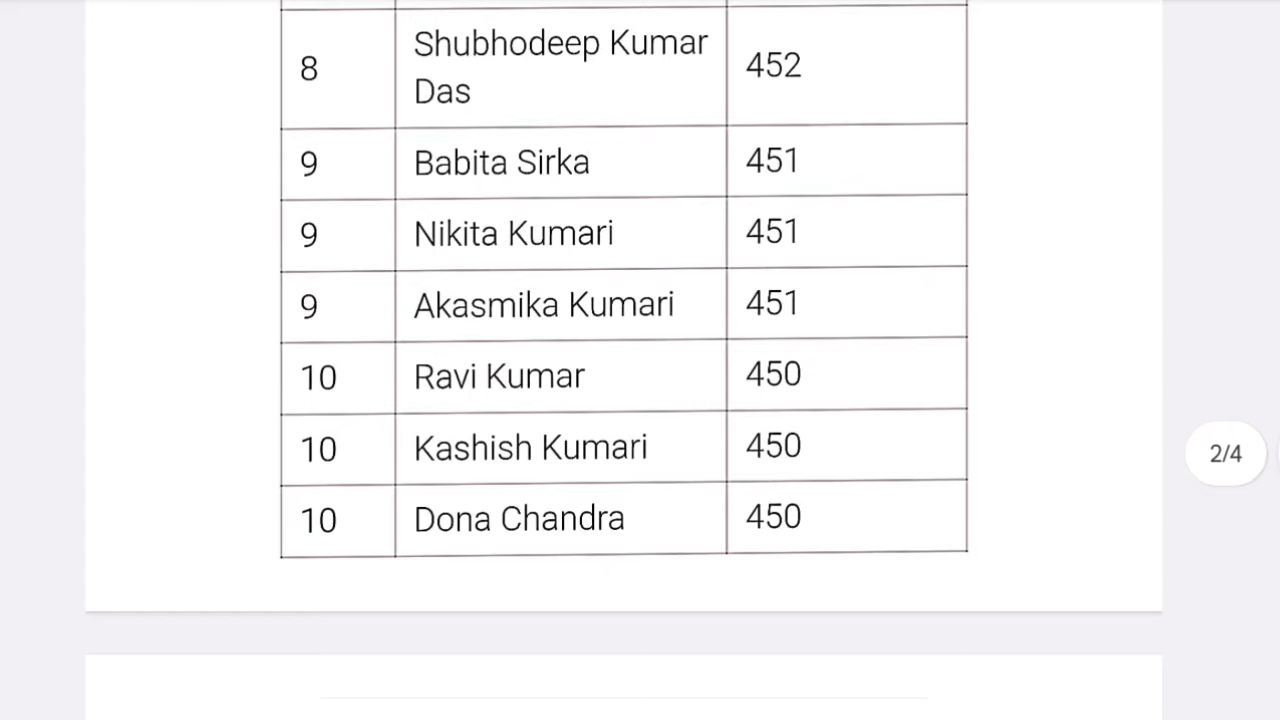 8 Shubhodeep Kumar Das 452
9 Babita Sirka 451
9 Nikita Kumari 451
9 Akasmika Kumari 451
10 Ravi Kumar 450
10 Kashish Kumari 450
10 Dona Chandra 450
2/4